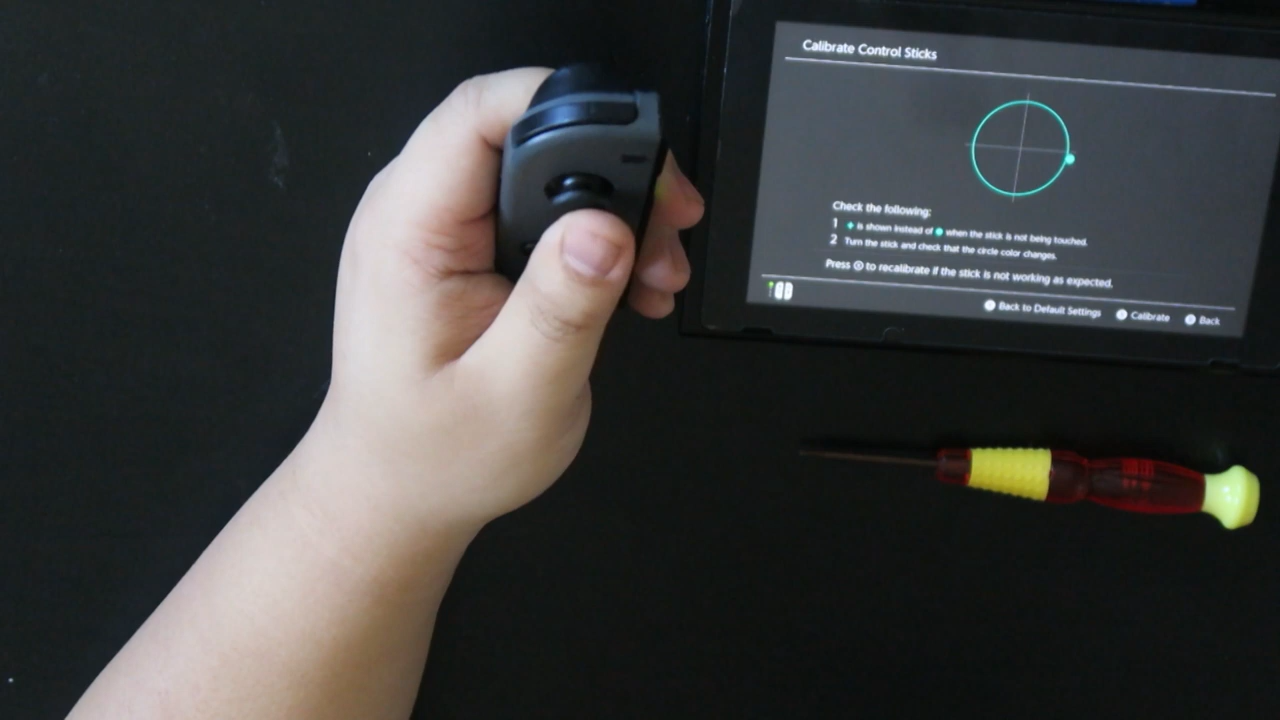 Calibrate Control Sticks
Check the following:
1 is shown instead of when the stick is not being touched.
2 Turn the stick and check that the circle color changes.
Press Ⓧ to recalibrate if the stick is not working as expected.
Back to Default Settings Calibrate Back